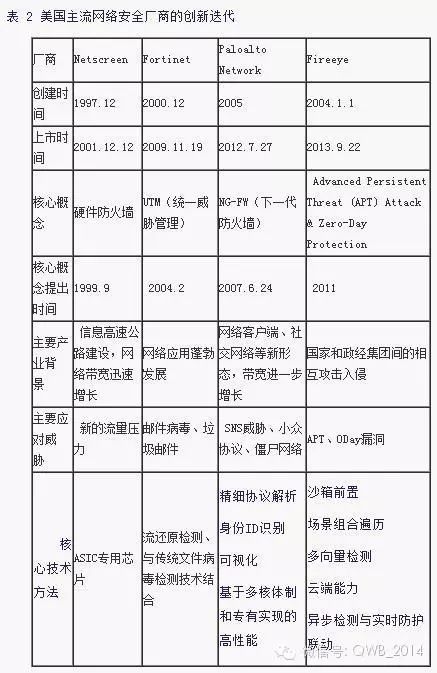 表 2 美国主流网络安全厂商的创新迭代
厂商 Netscreen Fortinet Paloalto Network Fireeye
创建时间 1997.12 2000.12 2005 2004.1.1
上市时间 2001.12.12 2009.11.19 2012.7.27 2013.9.22
核心概念 硬件防火墙 UTM（统一威胁管理） NG-FW（下一代防火墙） Advanced Persistent Threat (APT) Attack & Zero-Day Protection
核心概念提出时间 1999.9 2004.2 2007.6.24 2011
主要产业背景 信息高速公路建设，网络带宽迅速增长 网络应用蓬勃发展 网络客户端、社交网络等新形态，带宽进一步增长 国家和政经集团间的相互攻击入侵
主要应对威胁 新的流量压力 邮件病毒、垃圾邮件 SNS威胁、小众协议、僵尸网络 APT、0Day漏洞
核心技术方法 ASIC专用芯片 流还原检测、与传统文件病毒检测技术结合 精细协议解析 身份ID识别 可视化 基于多核体制和专有实现的高性能 沙箱前置 场景组合遍历 多向量检测 云端能力 异步检测与实时防护联动
微信号: QWB_2014